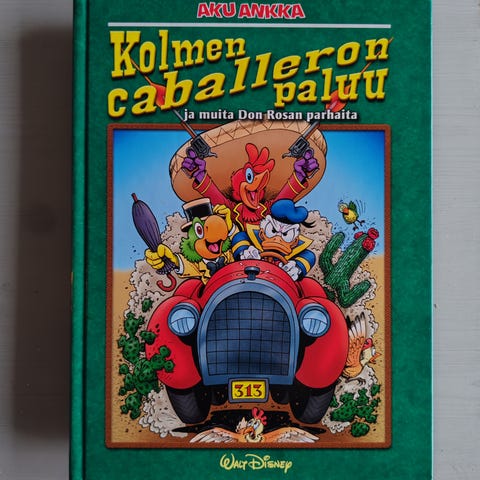 AKU ANKKA
Kolmen
caballeron
paluu
ja muita Don Rosan parhaita
313
WALT DISNEY